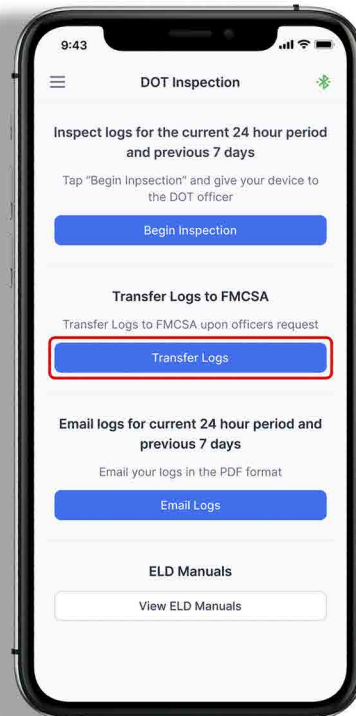 9:43
DOT Inspection
Inspect logs for the current 24 hour period
and previous 7 days
Tap "Begin Inpsection" and give your device to
the DOT officer
Begin Inspection
Transfer Logs to FMCSA
Transfer Logs to FMCSA upon officers request
Transfer Logs
Email logs for current 24 hour period and
previous 7 days
Email your logs in the PDF format
Email Logs
ELD Manuals
View ELD Manuals